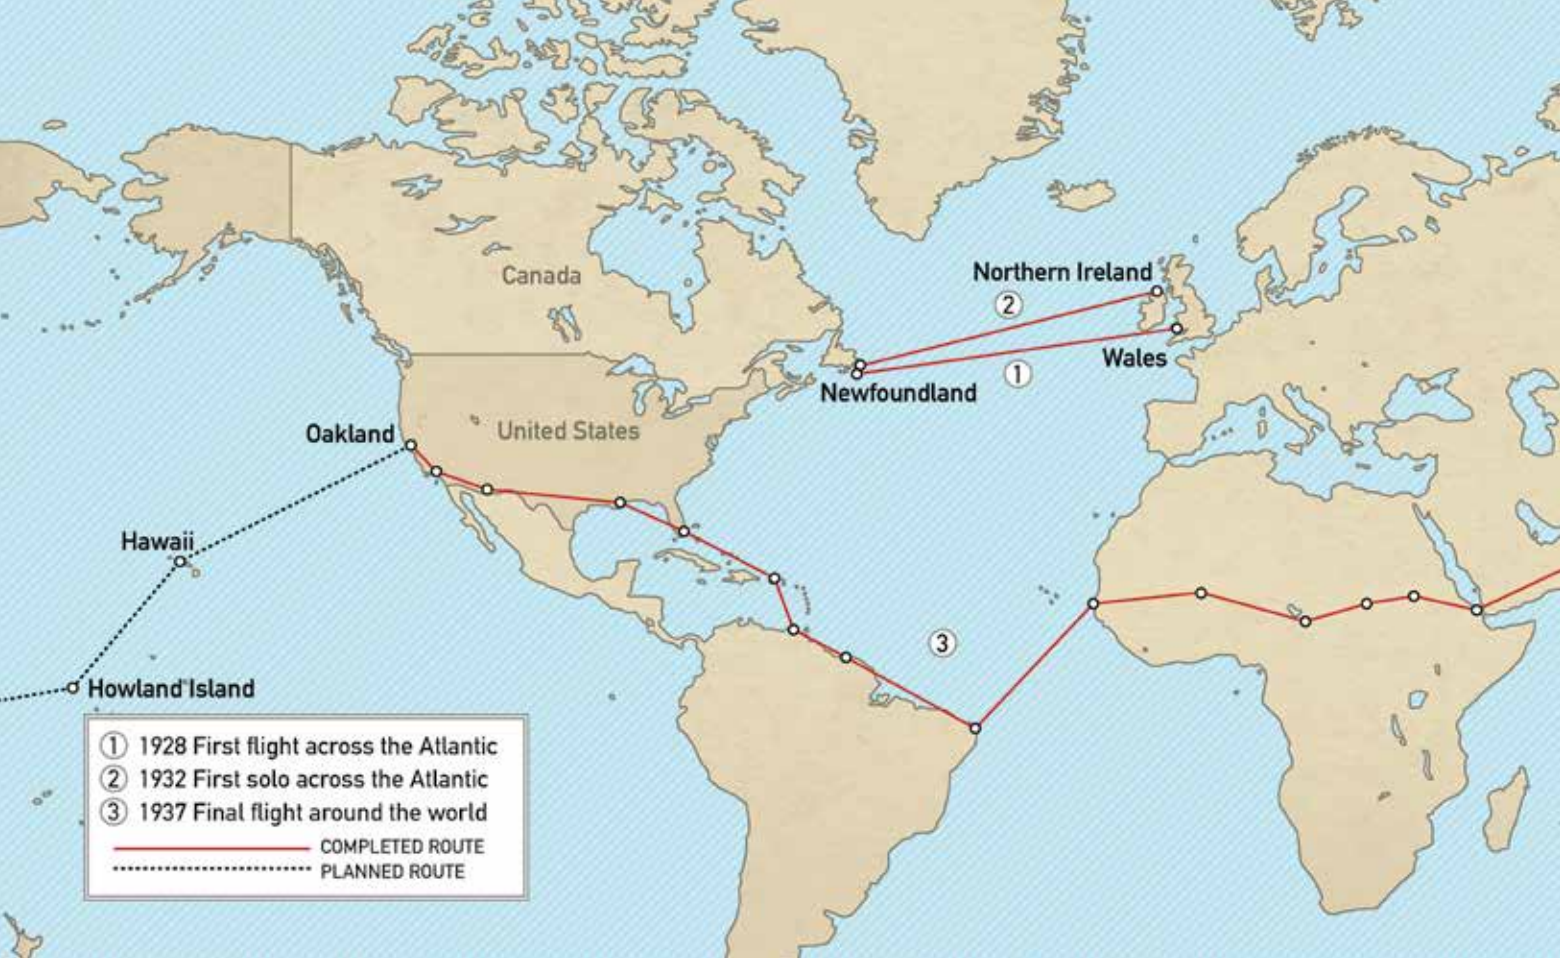 Northern Ireland
Canada
②
Wales
①
Newfoundland
Oakland
United States
Hawaii
③
Howland Island
① 1928 First flight across the Atlantic
② 1932 First solo across the Atlantic
③ 1937 Final flight around the world
COMPLETED ROUTE
PLANNED ROUTE